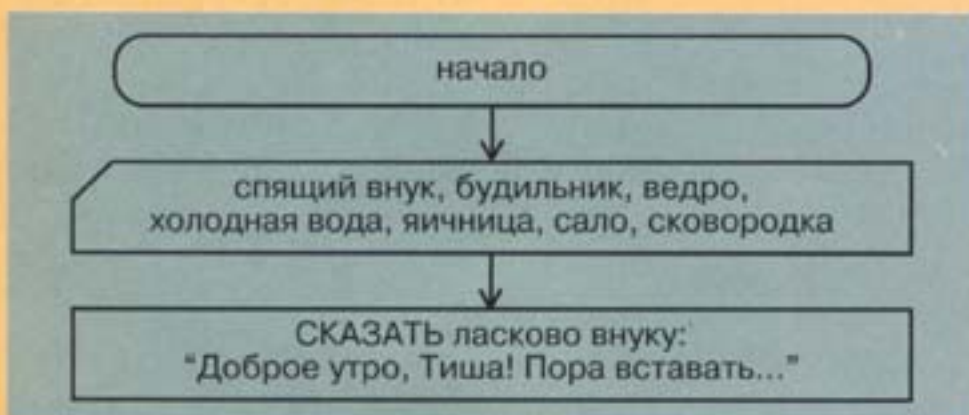 начало
спящий внук, будильник, ведро,
холодная вода, яичница, сало, сковородка
СКАЗАТЬ ласково внуку:
“Доброе утро, Тиша! Пора вставать...”